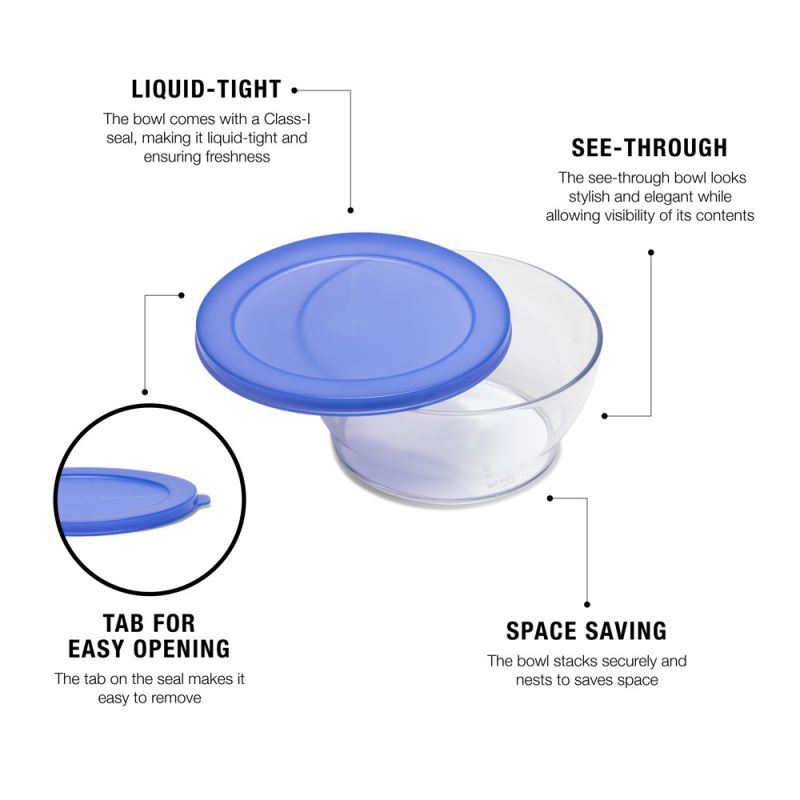 LIQUID-TIGHT
The bowl comes with a Class-I
seal, making it liquid-tight and
ensuring freshness
SEE-THROUGH
The see-through bowl looks
stylish and elegant while
allowing visibility of its contents
TAB FOR
EASY OPENING
The tab on the seal makes it
easy to remove
SPACE SAVING
The bowl stacks securely and
nests to saves space